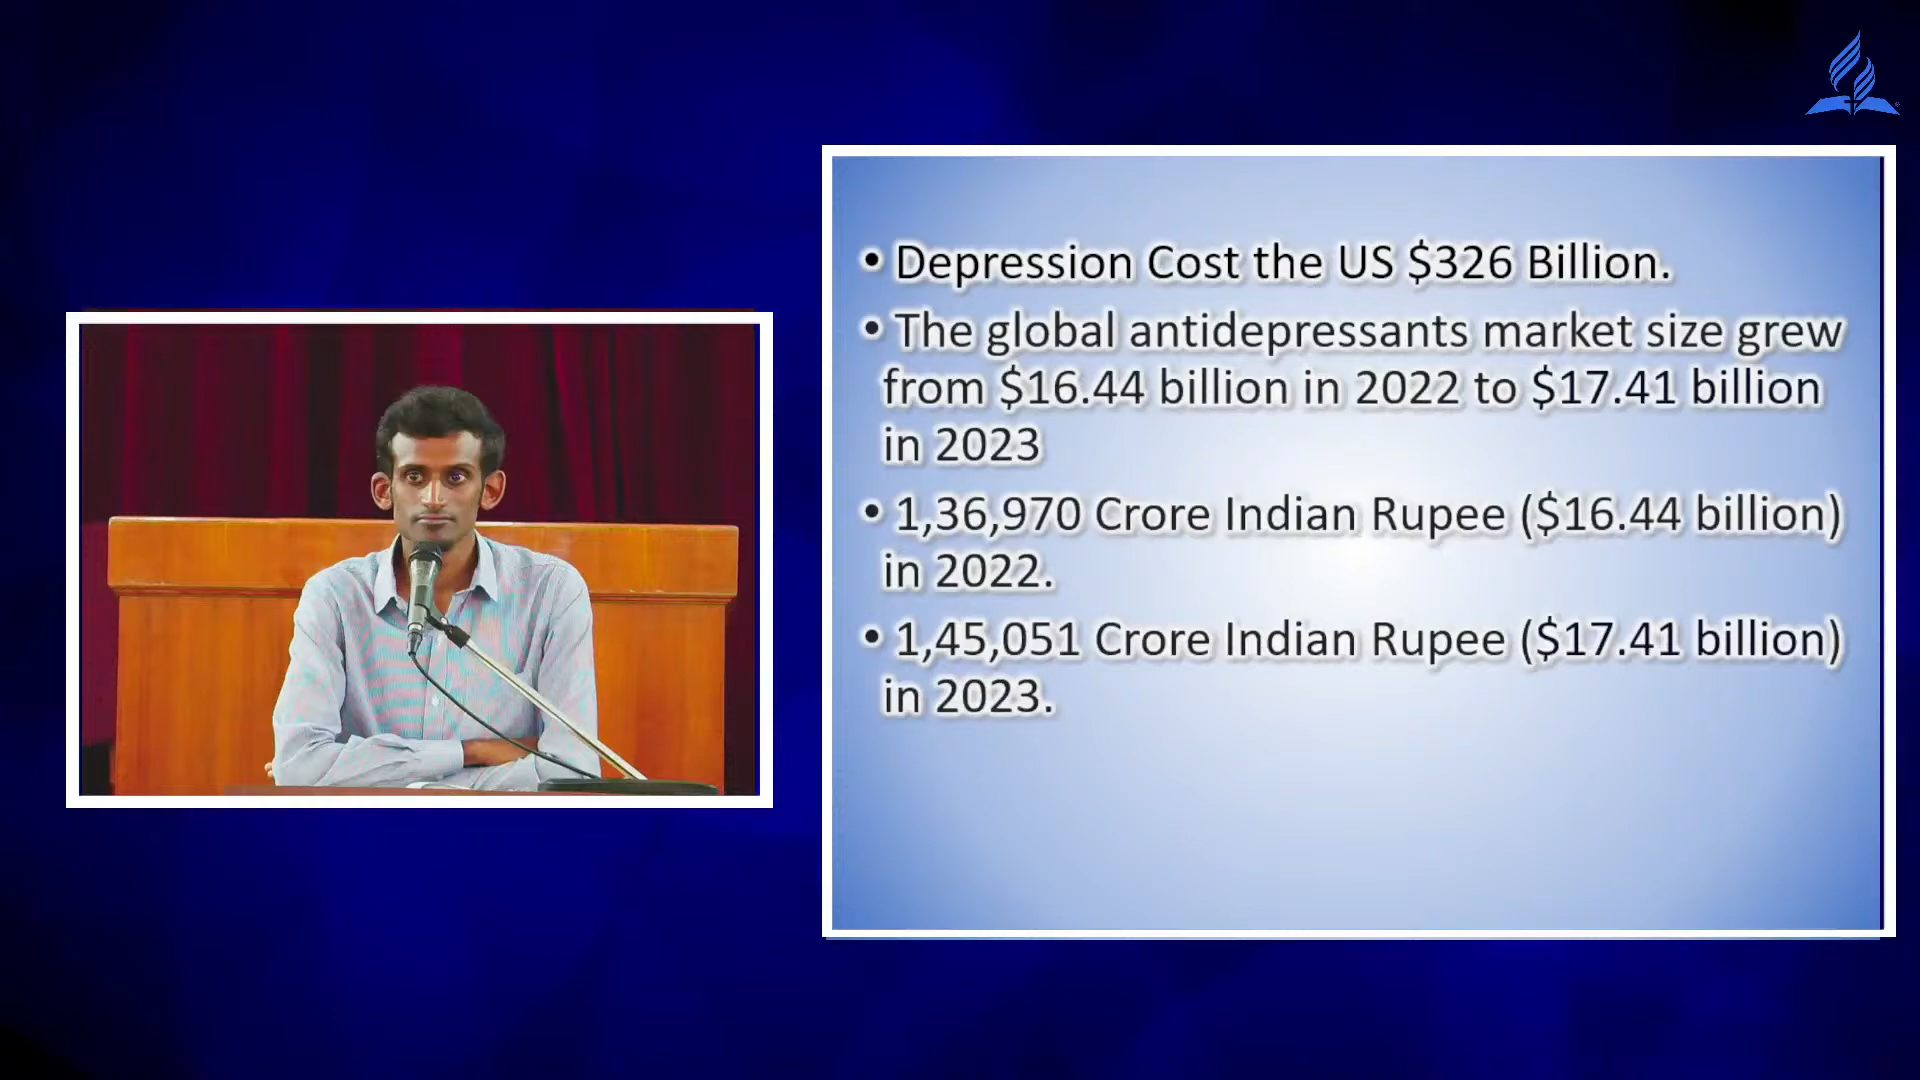 • Depression Cost the US $326 Billion.
• The global antidepressants market size grew
from $16.44 billion in 2022 to $17.41 billion
in 2023
• 1,36,970 Crore Indian Rupee ($16.44 billion)
in 2022.
• 1,45,051 Crore Indian Rupee ($17.41 billion)
in 2023.